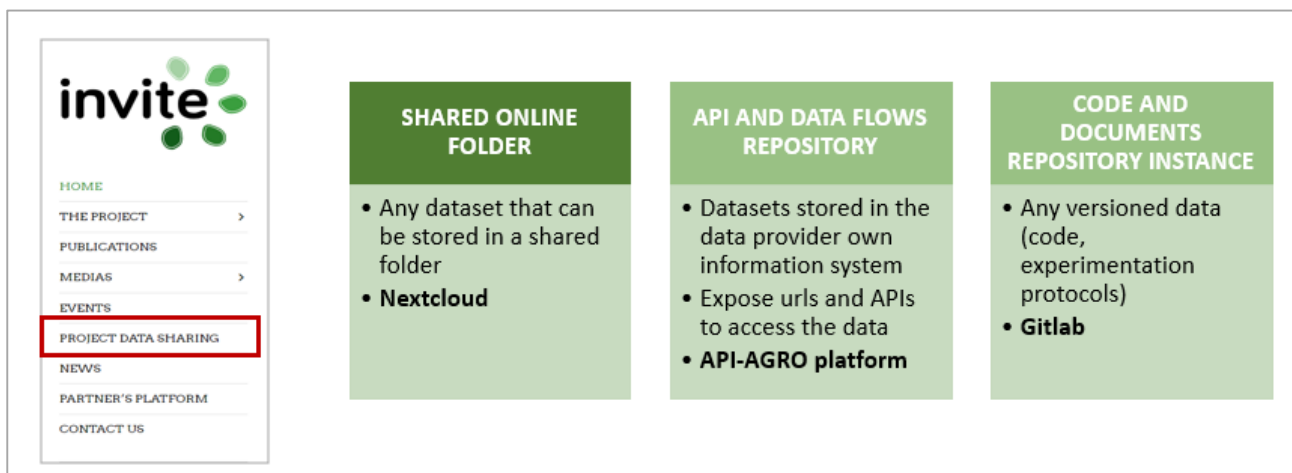 invite
HOME
THE PROJECT >
PUBLICATIONS
MEDIAS >
EVENTS
PROJECT DATA SHARING
NEWS
PARTNER'S PLATFORM
CONTACT US
SHARED ONLINE
FOLDER
• Any dataset that can
be stored in a shared
folder
• Nextcloud
API AND DATA FLOWS
REPOSITORY
• Datasets stored in the
data provider own
information system
• Expose urls and APIs
to access the data
• API-AGRO platform
CODE AND
DOCUMENTS
REPOSITORY INSTANCE
• Any versioned data
(code,
experimentation
protocols)
• Gitlab